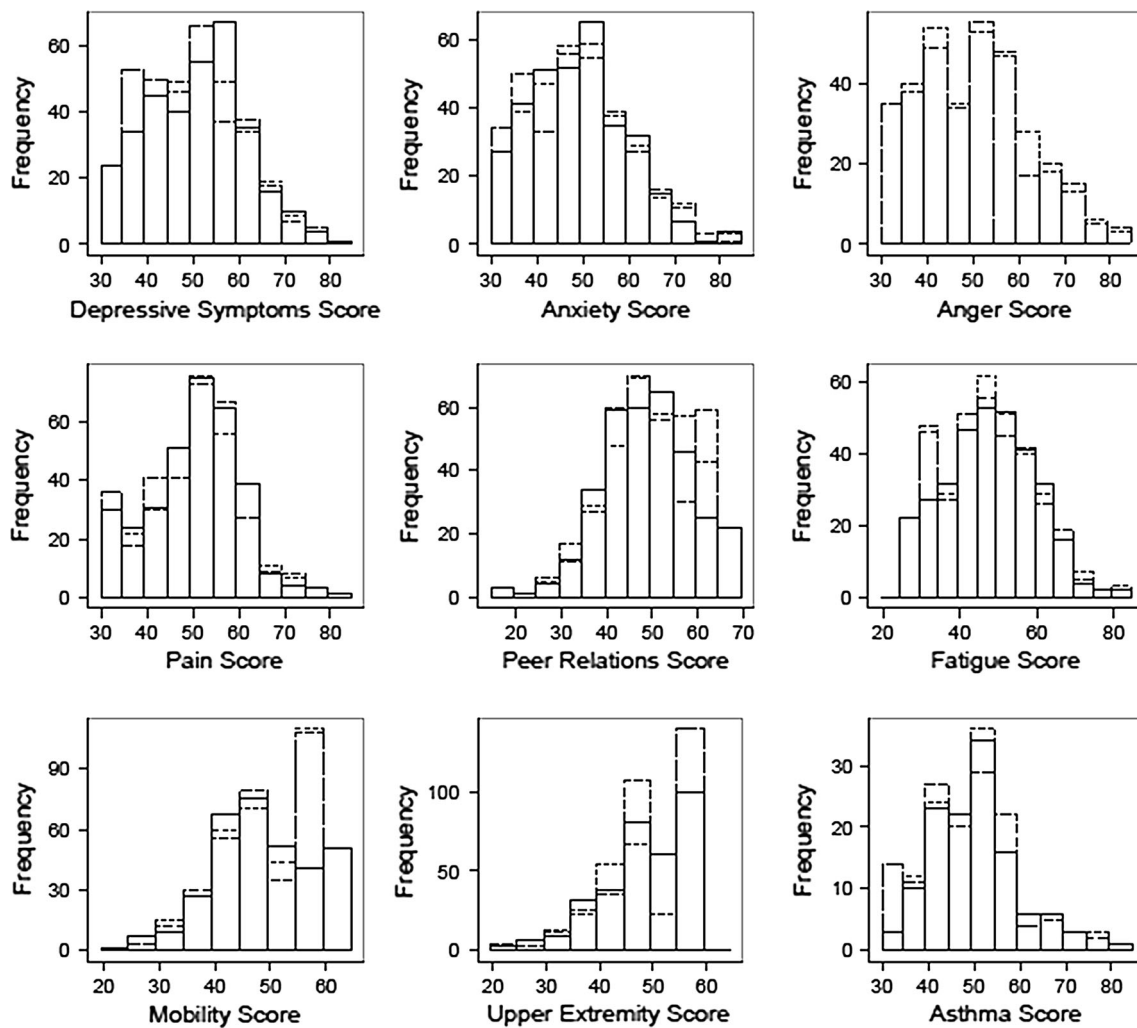 Frequency
60
40
20
0
30 40 50 60 70 80
Depressive Symptoms Score
Frequency
60
40
20
0
30 40 50 60 70 80
Anxiety Score
Frequency
40
20
0
30 40 50 60 70 80
Anger Score
Frequency
60
40
20
0
30 40 50 60 70 80
Pain Score
Frequency
60
40
20
0
20 30 40 50 60 70
Peer Relations Score
Frequency
60
40
20
0
20 40 60 80
Fatigue Score
Frequency
90
60
30
0
20 30 40 50 60
Mobility Score
Frequency
100
50
0
20 30 40 50 60
Upper Extremity Score
Frequency
30
20
10
0
30 40 50 60 70 80
Asthma Score